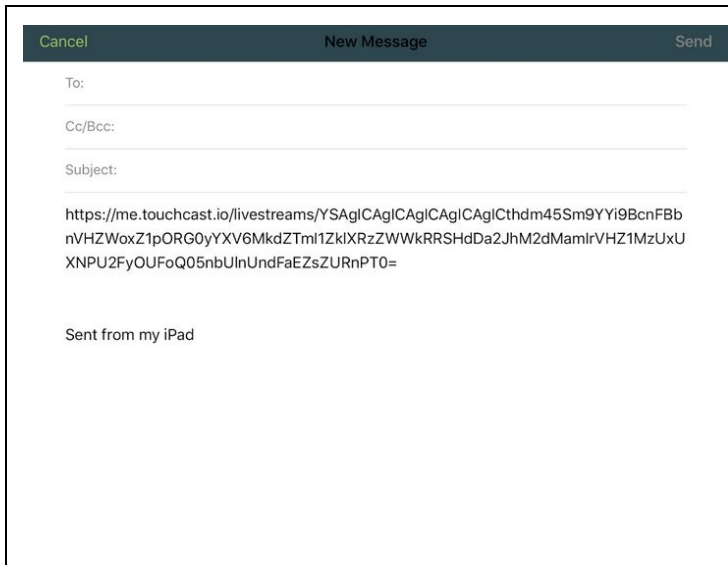 Cancel New Message Send
To:
Cc/Bcc:
Subject:
https://me.touchcast.io/livestreams/YSAgICAgICAgICAgICAgICthdm45Sm9YYi9BcnFBb
nVHZWoxZ1pORG0yYXV6MkdZTml1ZklXRzZWWkRRSHdDa2JhM2dMamlrVHZ1MzUxU
XNPU2FyOUFoQ05nbUlnUndFaEZsZURnPT0=
Sent from my iPad